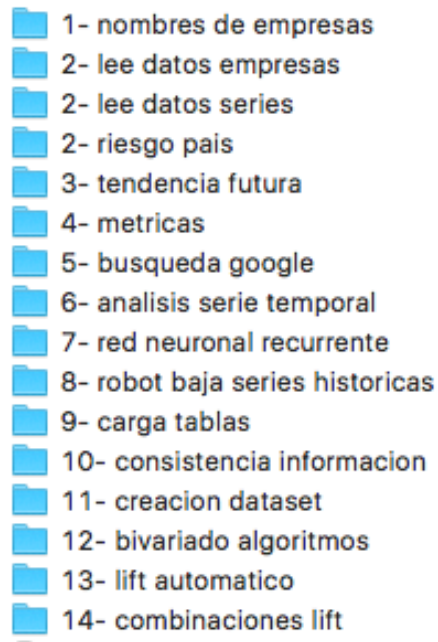 1- nombres de empresas
2- lee datos empresas
2- lee datos series
2- riesgo pais
3- tendencia futura
4- metricas
5- busqueda google
6- analisis serie temporal
7- red neuronal recurrente
8- robot baja series historicas
9- carga tablas
10- consistencia informacion
11- creacion dataset
12- bivariado algoritmos
13- lift automatico
14- combinaciones lift